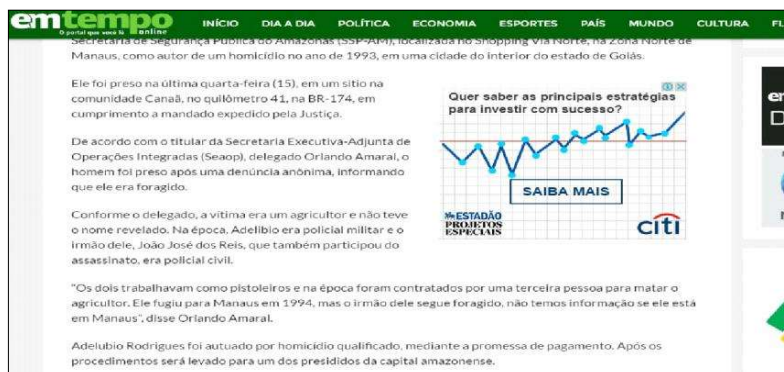 emtempo
O portal que você lê online
INÍCIO DIA A DIA POLÍTICA ECONOMIA ESPORTES PAÍS MUNDO CULTURA
Secretaria de Segurança Pública do Amazonas (SSP-AM), localizada no Shopping Via Norte, na Zona Norte de
Manaus, como autor de um homicídio no ano de 1993, em uma cidade do interior do estado de Goiás.
Ele foi preso na última quarta-feira (15), em um sítio na
comunidade Canaã, no quilômetro 41, na BR-174, em
cumprimento a mandado expedido pela Justiça.
De acordo com o titular da Secretaria Executiva-Adjunta de
Operações Integradas (Seaop), delegado Orlando Amaral, o
homem foi preso após uma denúncia anônima, informando
que ele era foragido.
Conforme o delegado, a vítima era um agricultor e não teve
o nome revelado. Na época, Adelíbio era policial militar e o
irmão dele, João José dos Reis, que também participou do
assassinato, era policial civil.
Quer saber as principais estratégias
para investir com sucesso?
SAIBA MAIS
ESTADÃO
PROJETOS
ESPECIAIS
citi
"Os dois trabalhavam como pistoleiros e na época foram contratados por uma terceira pessoa para matar o
agricultor. Ele fugiu para Manaus em 1994, mas o irmão dele segue foragido, não temos informação se ele está
em Manaus", disse Orlando Amaral.
Adelubio Rodrigues foi autuado por homicídio qualificado, mediante a promessa de pagamento. Após os
procedimentos será levado para um dos presididos da capital amazonense.